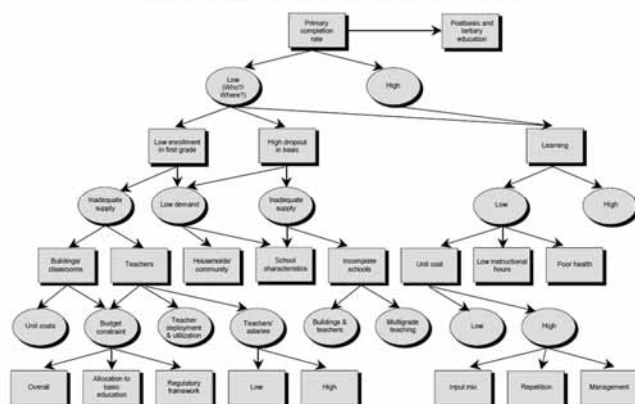 Primary
completion
rate
Postbasis and
tertiary
education
Low
(Who?/
Where?)
High
Low enrollment
in first grade
High dropout
in basis
Learning
Inadequate
supply
Low demand
Inadequate
supply
Low
High
Buildings/
classrooms
Teachers
Households/
community
School
characteristics
Incomplete
schools
Unit cost
Low instructional
hours
Poor health
Unit costs
Budget
constraint
Teacher
deployment
& utilization
Teachers'
salaries
Buildings &
teachers
Multigrade
teaching
Low
High
Overall
Allocation to
basic
education
Regulatory
framework
Low
High
Input mix
Repetition
Management